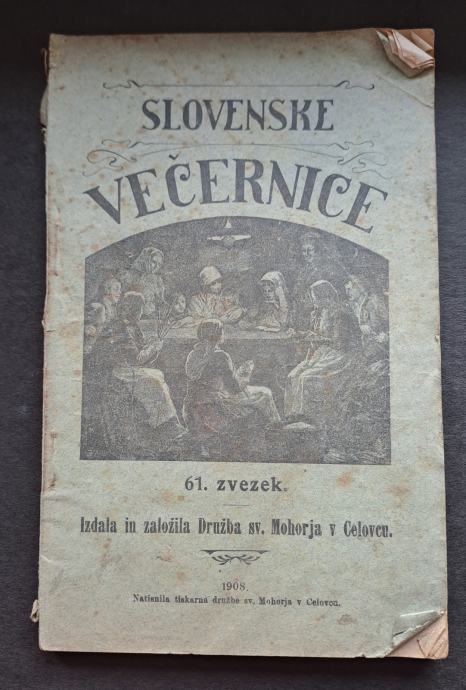 SLOVENSKE
VEČERNICE
61. zvezek.
Izdala in založila Družba sv. Mohorja v Celovcu.
1908.
Natisnila tiskarna družbe sv. Mohorja v Celovcu.